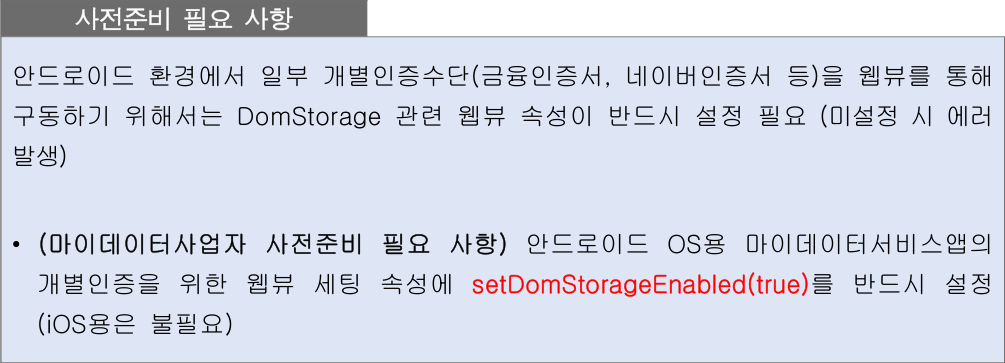 사전준비 필요 사항
안드로이드 환경에서 일부 개별인증수단(금융인증서, 네이버인증서 등)을 웹뷰를 통해
구동하기 위해서는 DomStorage 관련 웹뷰 속성이 반드시 설정 필요 (미설정 시 에러
발생)
• (마이데이터사업자 사전준비 필요 사항) 안드로이드 OS용 마이데이터서비스앱의
개별인증을 위한 웹뷰 세팅 속성에 setDomStorageEnabled(true)를 반드시 설정
(iOS용은 불필요)